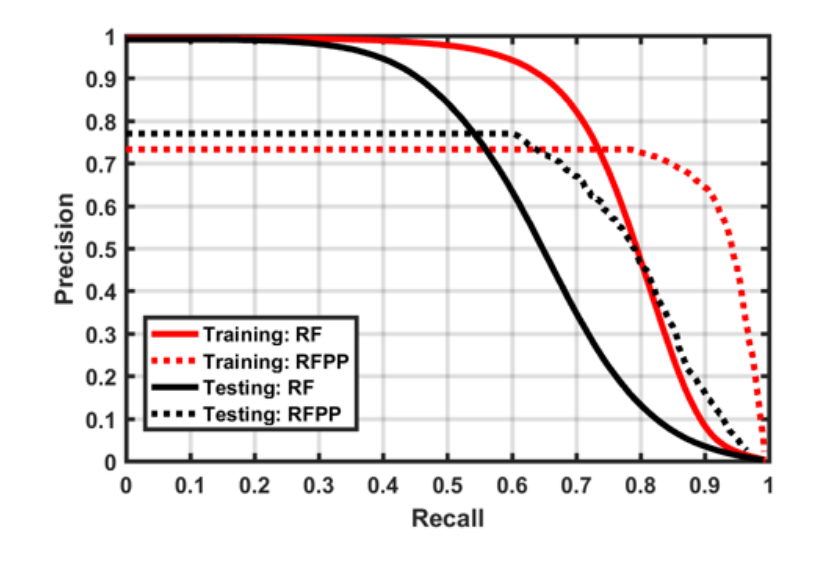 1
0.9
0.8
0.7
0.6
0.5
0.4
0.3
0.2
0.1
0
Precision
Training: RF
Training: RFPP
Testing: RF
Testing: RFPP
0 0.1 0.2 0.3 0.4 0.5 0.6 0.7 0.8 0.9 1
Recall